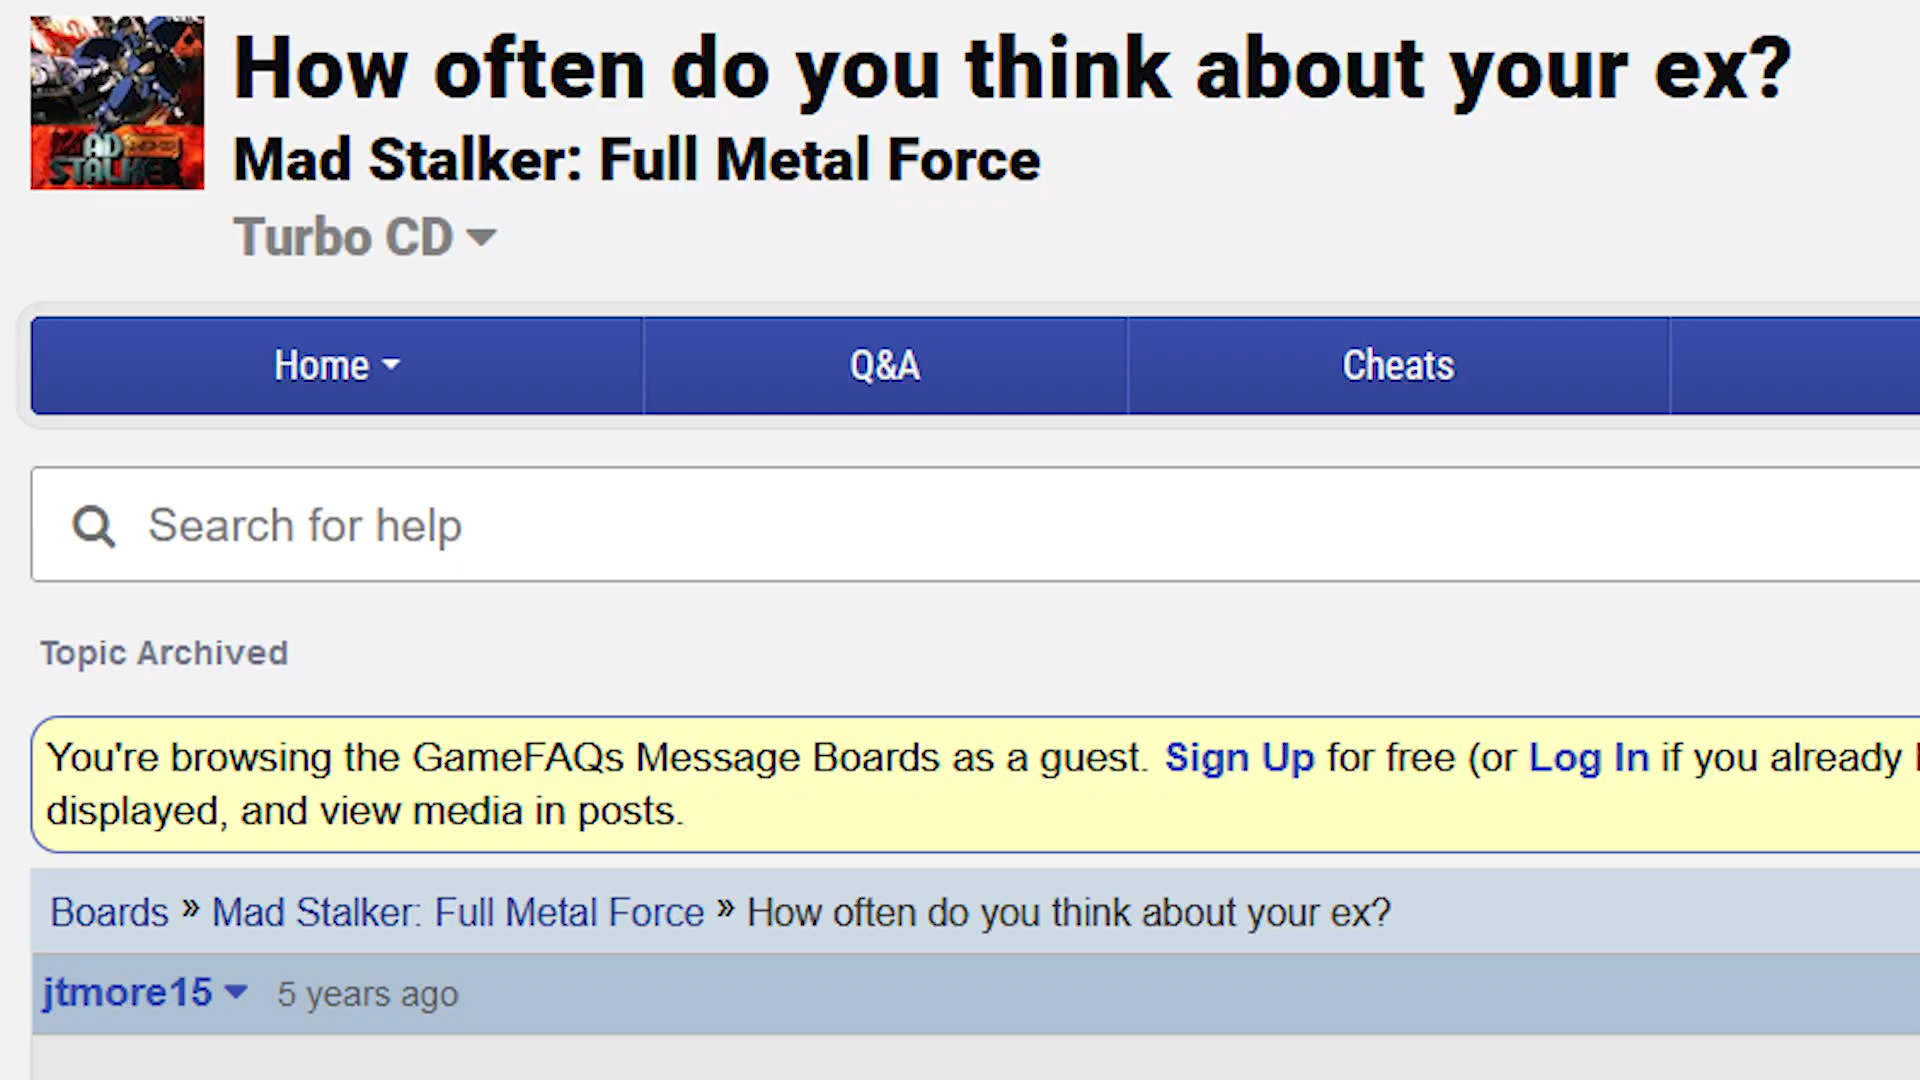 How often do you think about your ex?
MAD
STALKER
Mad Stalker: Full Metal Force
Turbo CD
Home
Q&A
Cheats
Search for help
Topic Archived
You're browsing the GameFAQs Message Boards as a guest. Sign Up for free (or Log In if you already
displayed, and view media in posts.
Boards » Mad Stalker: Full Metal Force » How often do you think about your ex?
jtmore15 5 years ago